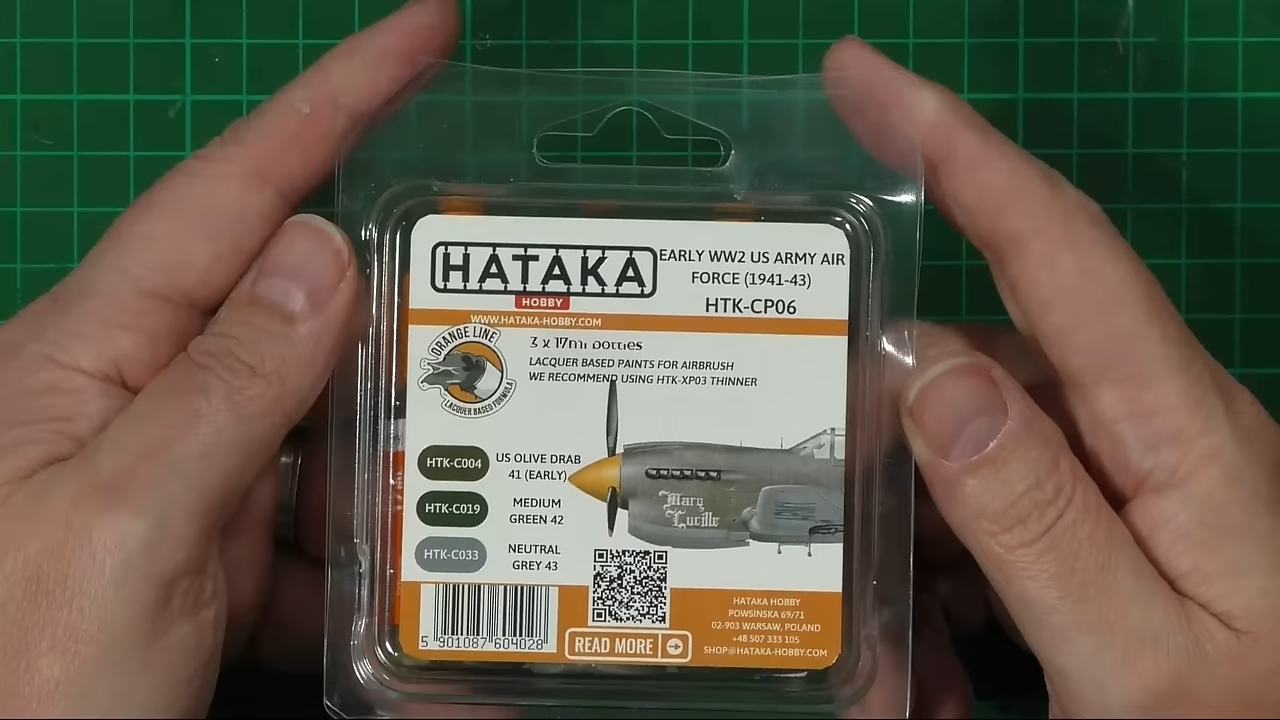 HATAKA
HOBBY
EARLY WW2 US ARMY AIR
FORCE (1941-43)
HTK-CP06
WWW.HATAKA-HOBBY.COM
ORANGE LINE
LACQUER BASED FORMULA
3 x 17ml bottles
LACQUER BASED PAINTS FOR AIRBRUSH
WE RECOMMEND USING HTK-XP03 THINNER
HTK-C004
US OLIVE DRAB
41 (EARLY)
HTK-C019
MEDIUM
GREEN 42
HTK-C033
NEUTRAL
GREY 43
Mary
Lucille
5 901087 604028
READ MORE
HATAKA HOBBY
POWSINSKA 69/71
02-903 WARSAW, POLAND
+48 507 333 105
SHOP@HATAKA-HOBBY.COM